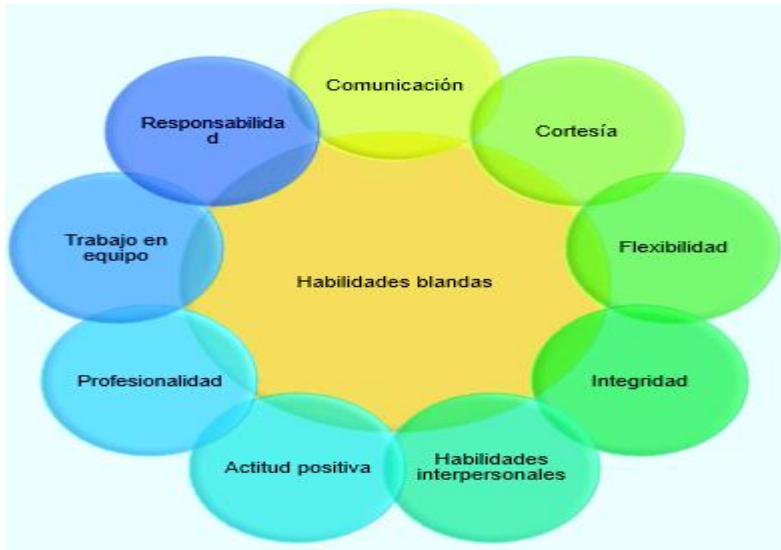 Comunicación
Cortesía
Flexibilidad
Integridad
Habilidades
interpersonales
Actitud positiva
Profesionalidad
Trabajo en
equipo
Responsabilida
d
Habilidades blandas